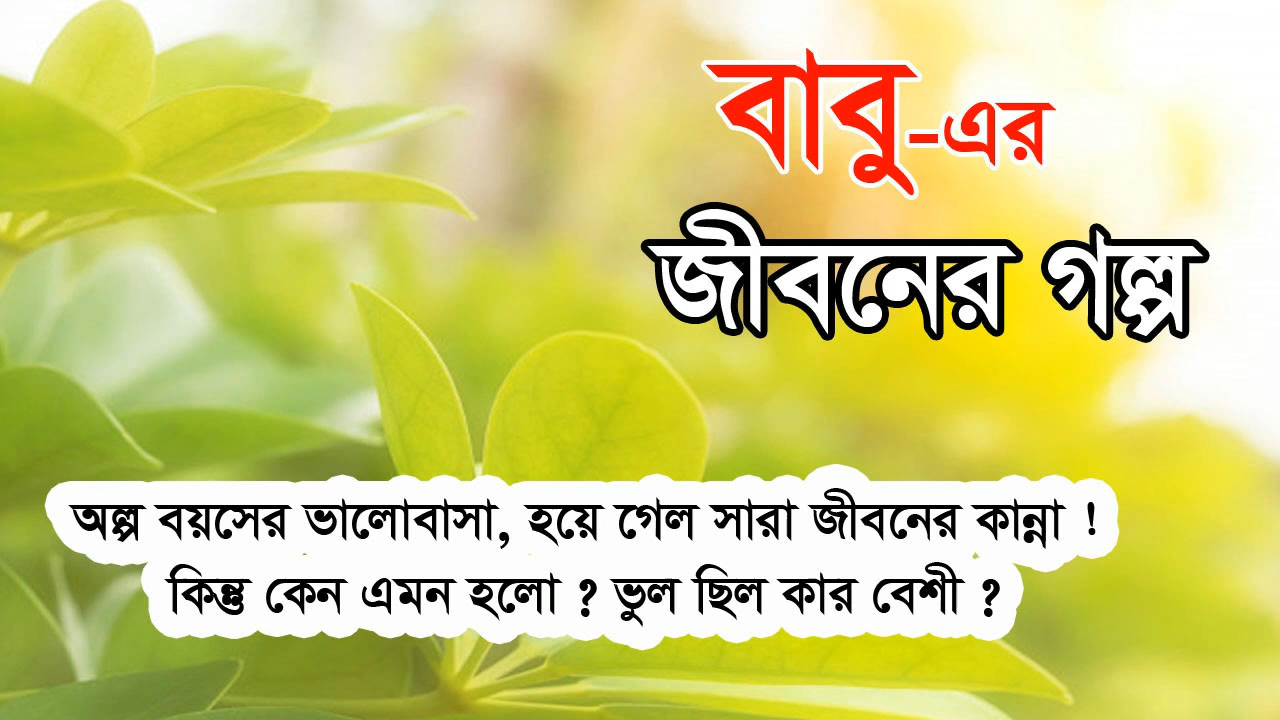 বাবু-এর
জীবনের গল্প
অল্প বয়সের ভালোবাসা, হয়ে গেল সারা জীবনের কান্না !
কিন্তু কেন এমন হলো ? ভুল ছিল কার বেশী ?